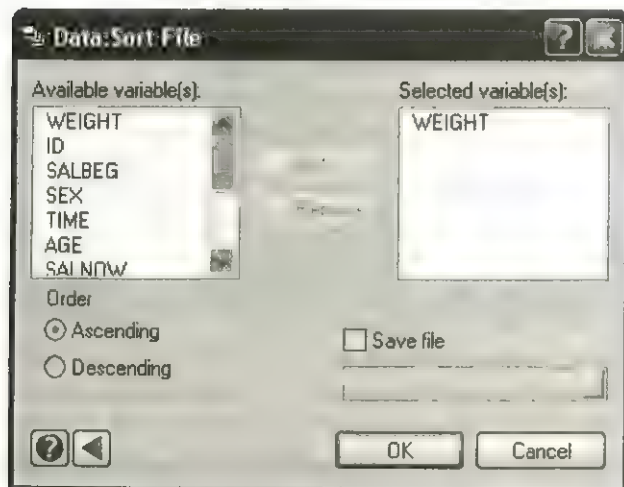 Data:Sort File
Available variable(s):
WEIGHT
ID
SALBEG
SEX
TIME
AGE
SALNOW
Selected variable(s):
WEIGHT
Order
Ascending
Descending
Save file
OK
Cancel